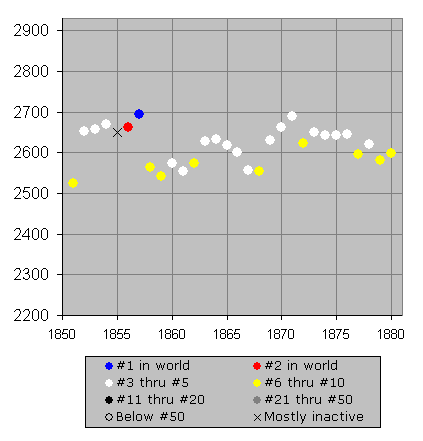 2900
2800
2700
2600
2500
2400
2300
2200
1850 1855 1860 1865 1870 1875 1880
#1 in world #2 in world
#3 thru #5 #6 thru #10
#11 thru #20 #21 thru #50
Below #50 Mostly inactive